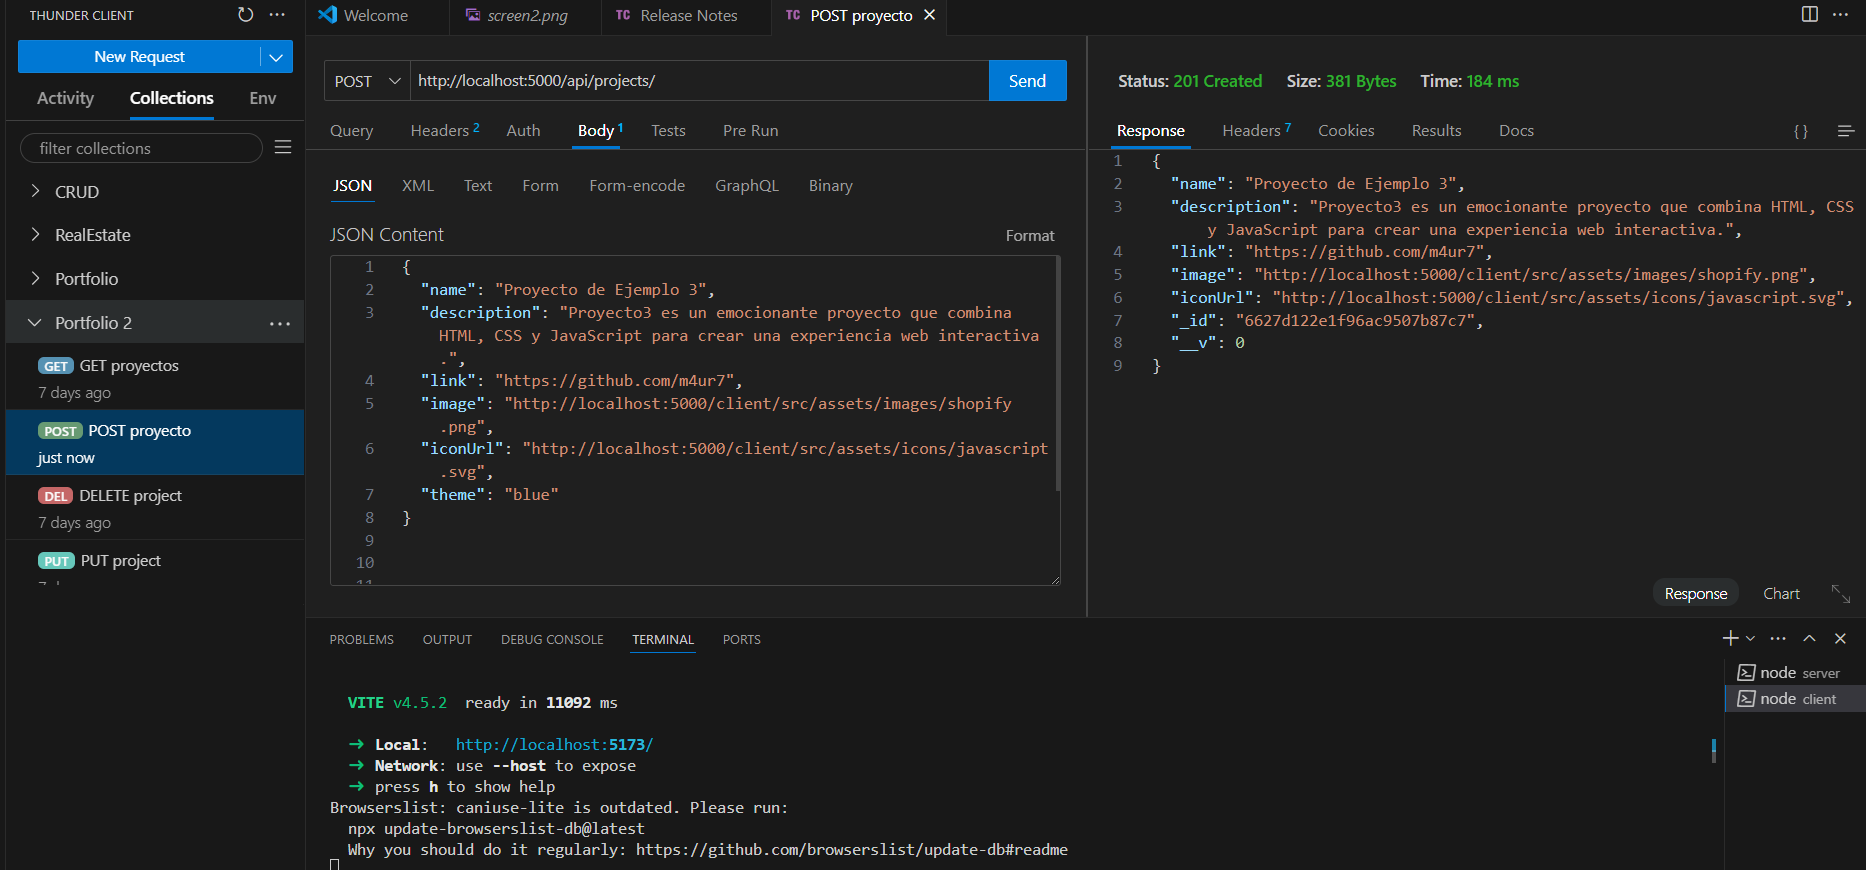 THUNDER CLIENT
New Request
Activity Collections Env
filter collections
CRUD
RealEstate
Portfolio
Portfolio 2
GET GET proyectos
7 days ago
POST POST proyecto
just now
DEL DELETE project
7 days ago
PUT PUT project
Welcome screen2.png TC Release Notes TC POST proyecto
POST http://localhost:5000/api/projects/ Send
Query Headers 2 Auth Body 1 Tests Pre Run
JSON XML Text Form Form-encode GraphQL Binary
JSON Content Format
1 {
2 "name": "Proyecto de Ejemplo 3",
3 "description": "Proyecto3 es un emocionante proyecto que combina
HTML, CSS y JavaScript para crear una experiencia web interactiva
.",
4 "link": "https://github.com/m4ur7",
5 "image": "http://localhost:5000/client/src/assets/images/shopify
.png",
6 "iconUrl": "http://localhost:5000/client/src/assets/icons/javascript
.svg",
7 "theme": "blue"
8 }
9
10
11
Status: 201 Created Size: 381 Bytes Time: 184 ms
Response Headers 7 Cookies Results Docs {}
1 {
2 "name": "Proyecto de Ejemplo 3",
3 "description": "Proyecto3 es un emocionante proyecto que combina HTML, CSS
y JavaScript para crear una experiencia web interactiva.",
4 "link": "https://github.com/m4ur7",
5 "image": "http://localhost:5000/client/src/assets/images/shopify.png",
6 "iconUrl": "http://localhost:5000/client/src/assets/icons/javascript.svg",
7 "_id": "6627d122e1f96ac9507b87c7",
8 "__v": 0
9 }
Response Chart
PROBLEMS OUTPUT DEBUG CONSOLE TERMINAL PORTS
VITE v4.5.2 ready in 11092 ms
➜ Local: http://localhost:5173/
➜ Network: use --host to expose
➜ press h to show help
Browserslist: caniuse-lite is outdated. Please run:
npx update-browserslist-db@latest
Why you should do it regularly: https://github.com/browserslist/update-db#readme
node server
node client